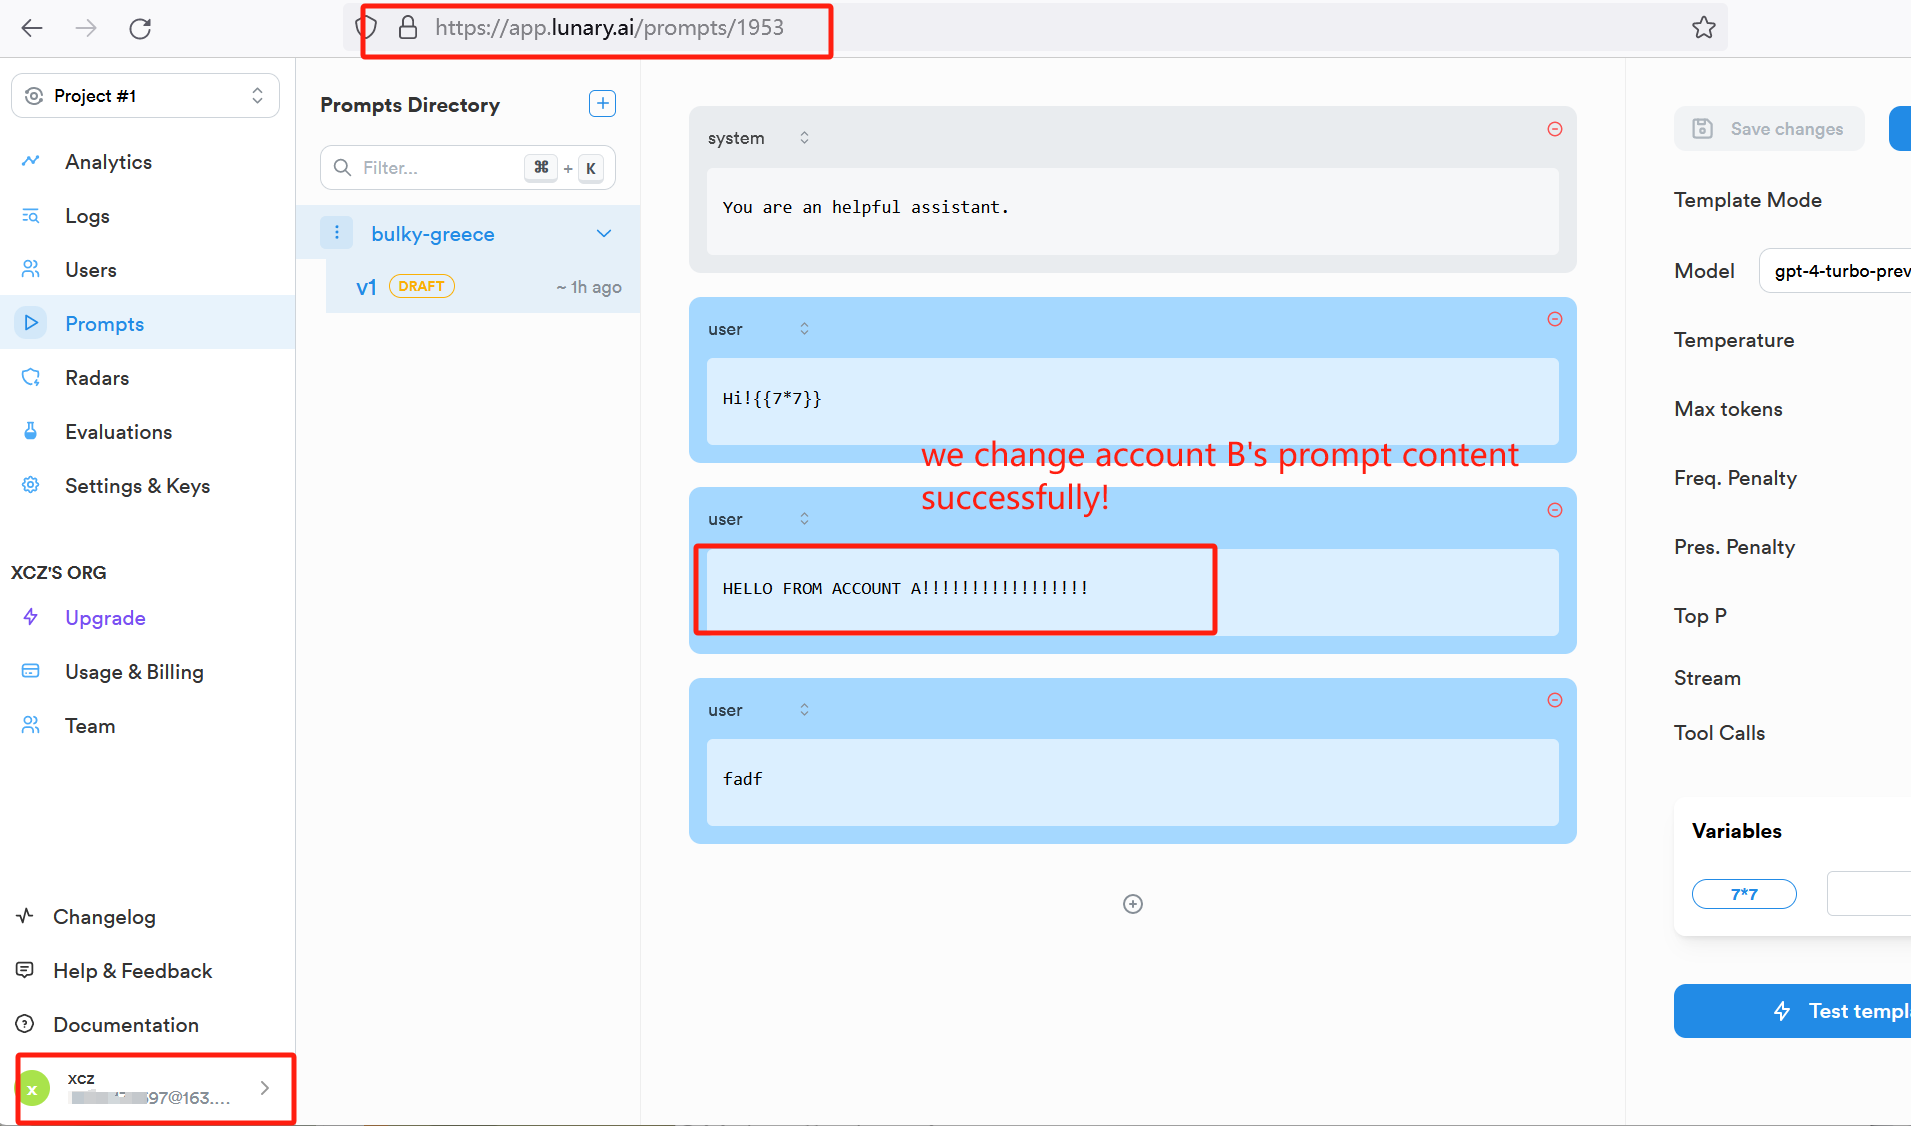 https://app.lunary.ai/prompts/1953
Project #1
Analytics
Logs
Users
Prompts
Radars
Evaluations
Settings & Keys
XCZ'S ORG
Upgrade
Usage & Billing
Team
Changelog
Help & Feedback
Documentation
x
xcz
97@163....
Prompts Directory
Filter...
⌘ + K
bulky-greece
v1 DRAFT ~ 1h ago
system
You are an helpful assistant.
user
Hi!{{7*7}}
we change account B's prompt content
successfully!
user
HELLO FROM ACCOUNT A!!!!!!!!!!!!!!!!!
user
fadf
Save changes
Template Mode
Model gpt-4-turbo-prev
Temperature
Max tokens
Freq. Penalty
Pres. Penalty
Top P
Stream
Tool Calls
Variables
7*7
Test templ